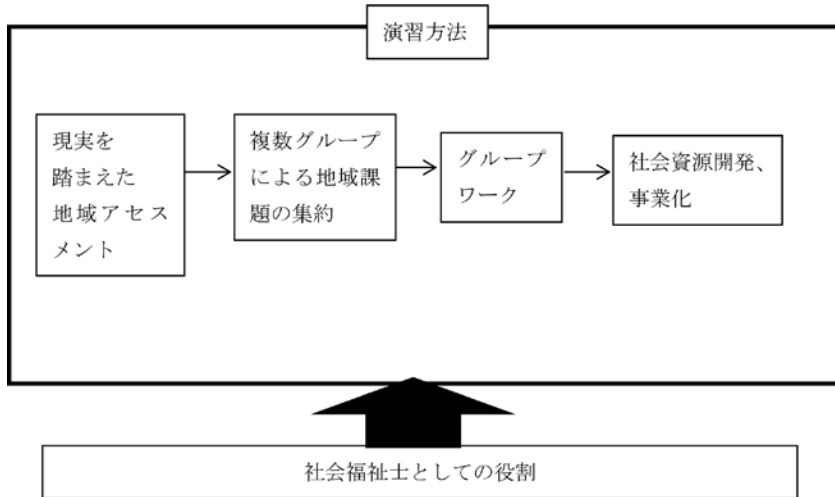 演習方法
現実を
踏まえた
地域アセス
メント
複数グループ
による地域課
題の集約
グループ
ワーク
社会資源開発、
事業化
社会福祉士としての役割